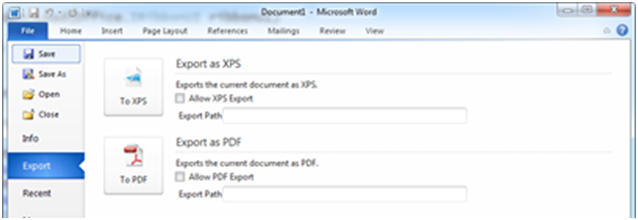 Document1 - Microsoft Word
File Home Insert Page Layout References Mailings Review View
Save
Save As
Open
Close
Info
Export
Recent
Export as XPS
To XPS
Exports the current document as XPS.
Allow XPS Export
Export Path
Export as PDF
To PDF
Exports the current document as PDF.
Allow PDF Export
Export Path